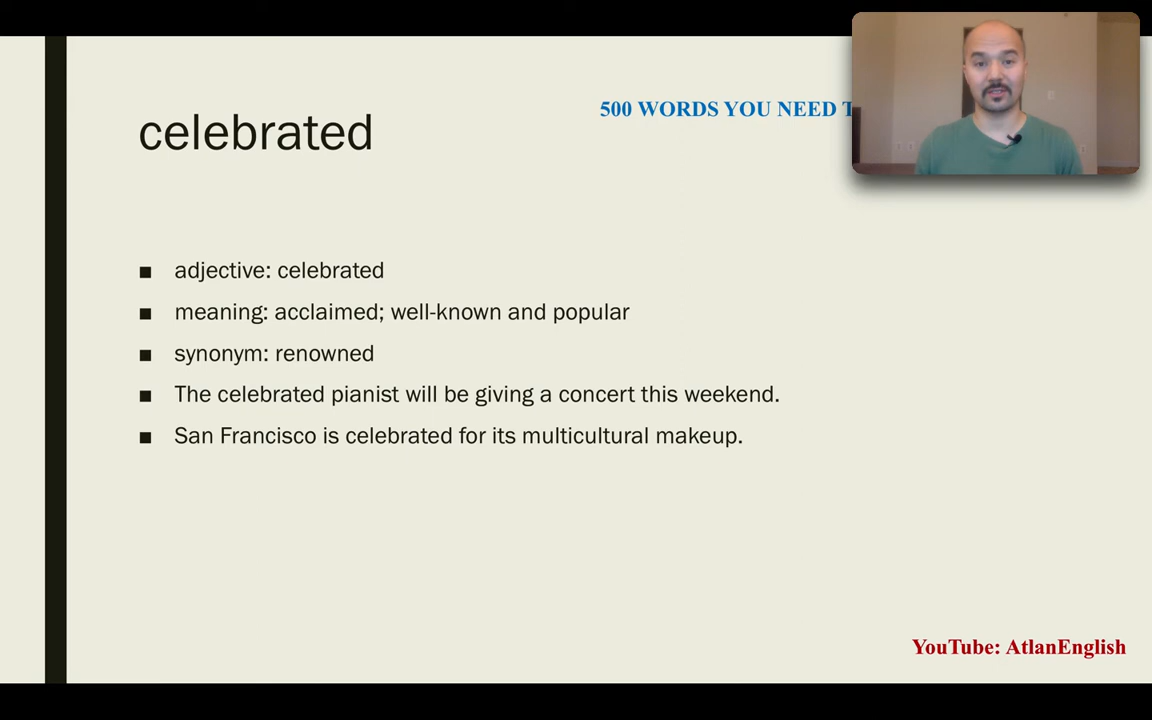 celebrated
500 WORDS YOU NEED
■ adjective: celebrated
■ meaning: acclaimed; well-known and popular
■ synonym: renowned
■ The celebrated pianist will be giving a concert this weekend.
■ San Francisco is celebrated for its multicultural makeup.
YouTube: AtlanEnglish